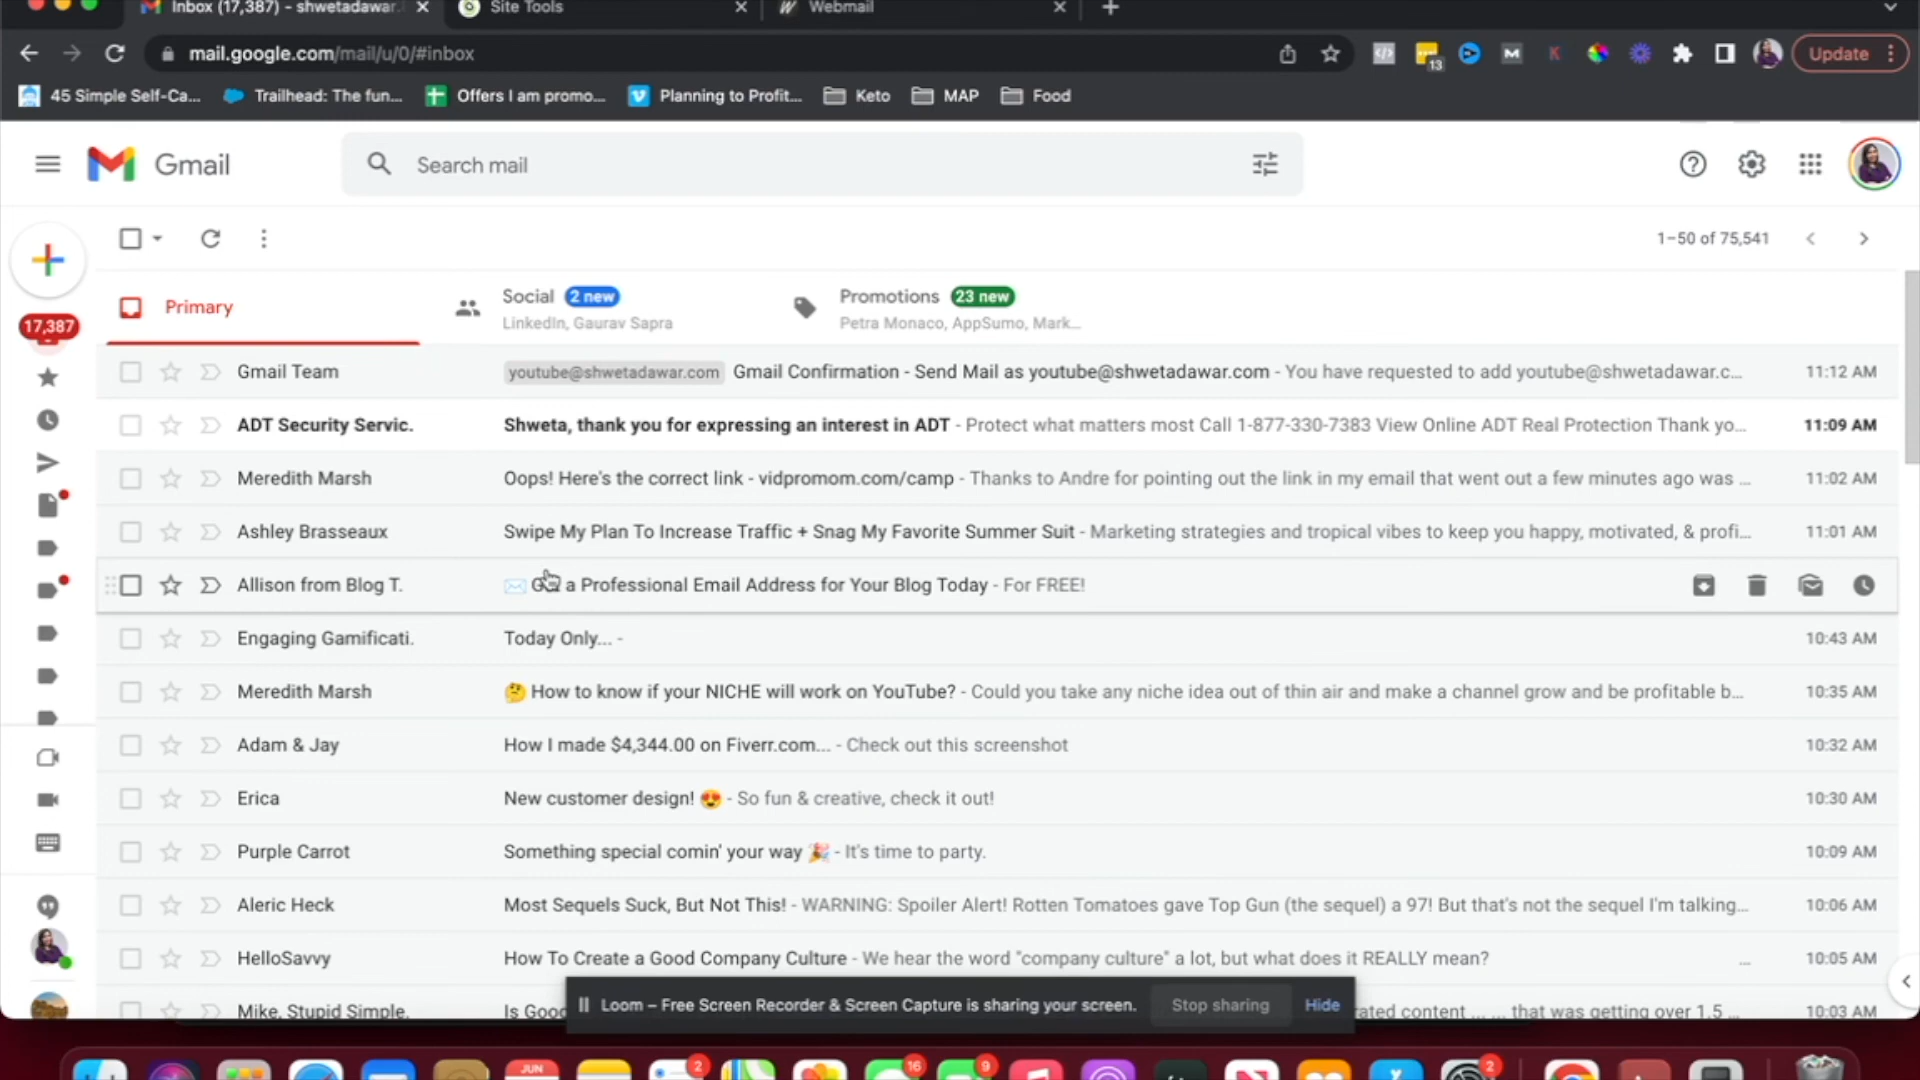 Inbox (17,387) - shwetadawar.
Site Tools
Webmail
mail.google.com/mail/u/0/#inbox
13
Update
45 Simple Self-Ca...
Trailhead: The fun...
Offers I am promo...
Planning to Profit...
Keto
MAP
Food
Gmail
Search mail
1–50 of 75,541
17,387
Primary
Social 2 new
LinkedIn, Gaurav Sapra
Promotions 23 new
Petra Monaco, AppSumo, Mark...
Gmail Team youtube@shwetadawar.com Gmail Confirmation - Send Mail as youtube@shwetadawar.com - You have requested to add youtube@shwetadawar.c... 11:12 AM
ADT Security Servic. Shweta, thank you for expressing an interest in ADT - Protect what matters most Call 1-877-330-7383 View Online ADT Real Protection Thank yo... 11:09 AM
Meredith Marsh Oops! Here's the correct link - vidpromom.com/camp - Thanks to Andre for pointing out the link in my email that went out a few minutes ago was ... 11:02 AM
Ashley Brasseaux Swipe My Plan To Increase Traffic + Snag My Favorite Summer Suit - Marketing strategies and tropical vibes to keep you happy, motivated, & profi... 11:01 AM
Allison from Blog T. ✉️ a Professional Email Address for Your Blog Today - For FREE!
Engaging Gamificati. Today Only... - 10:43 AM
Meredith Marsh 🤔 How to know if your NICHE will work on YouTube? - Could you take any niche idea out of thin air and make a channel grow and be profitable b... 10:35 AM
Adam & Jay How I made $4,344.00 on Fiverr.com... - Check out this screenshot 10:32 AM
Erica New customer design! 😍 - So fun & creative, check it out! 10:30 AM
Purple Carrot Something special comin' your way 🎉 - It's time to party. 10:09 AM
Aleric Heck Most Sequels Suck, But Not This! - WARNING: Spoiler Alert! Rotten Tomatoes gave Top Gun (the sequel) a 97! But that's not the sequel I'm talking... 10:06 AM
HelloSavvy How To Create a Good Company Culture - We hear the word "company culture" a lot, but what does it REALLY mean? ... 10:05 AM
Mike, Stupid Simple. Is Good rated content ... ... that was getting over 1.5 ... 10:03 AM
Loom – Free Screen Recorder & Screen Capture is sharing your screen. Stop sharing Hide
JUN
2
16
9
2